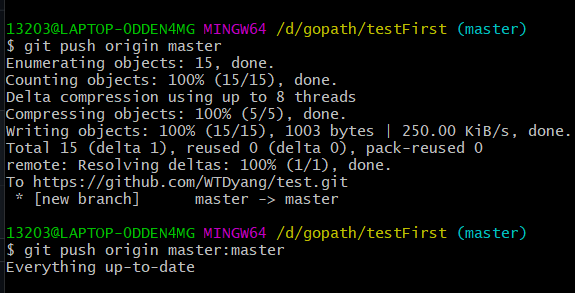 13203@LAPTOP-0DDEN4MG MINGW64 /d/gopath/testFirst (master)
$ git push origin master
Enumerating objects: 15, done.
Counting objects: 100% (15/15), done.
Delta compression using up to 8 threads
Compressing objects: 100% (5/5), done.
Writing objects: 100% (15/15), 1003 bytes | 250.00 KiB/s, done.
Total 15 (delta 1), reused 0 (delta 0), pack-reused 0
remote: Resolving deltas: 100% (1/1), done.
To https://github.com/WTDyang/test.git
 * [new branch]      master -> master
13203@LAPTOP-0DDEN4MG MINGW64 /d/gopath/testFirst (master)
$ git push origin master:master
Everything up-to-date